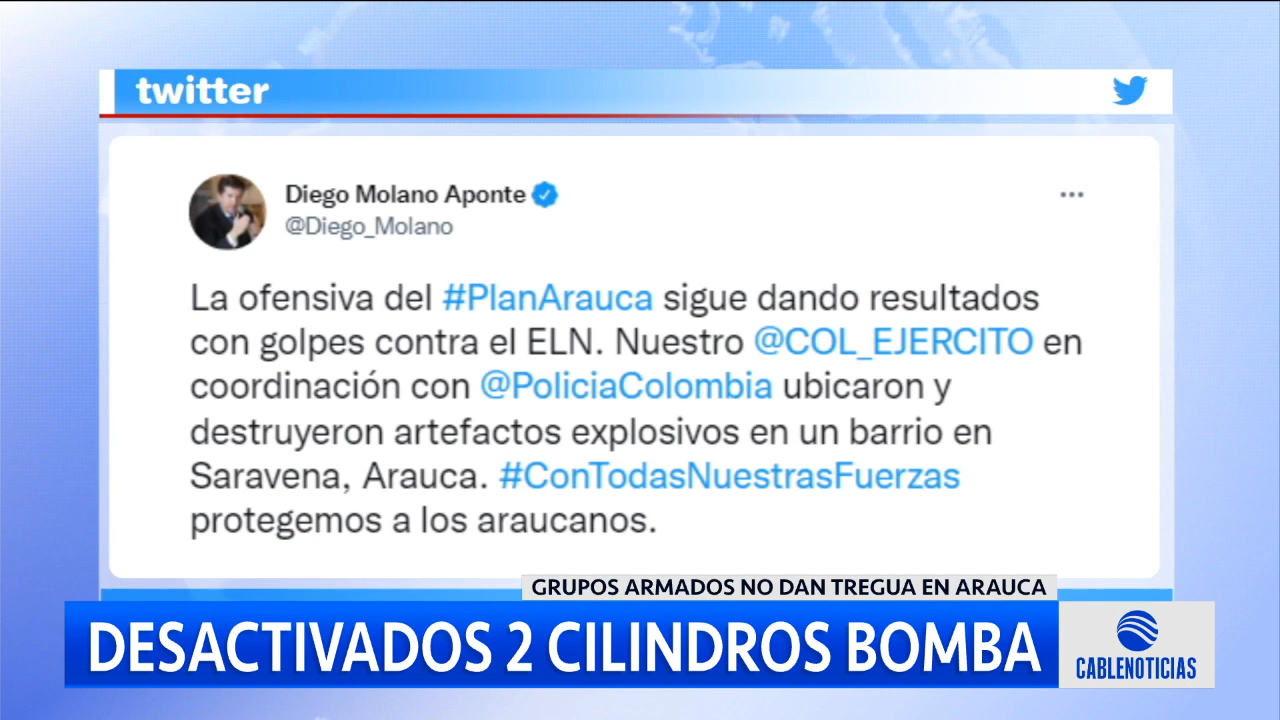 twitter
Diego Molano Aponte
@Diego_Molano
La ofensiva del #PlanArauca sigue dando resultados
con golpes contra el ELN. Nuestro @COL_EJERCITO en
coordinación con @PoliciaColombia ubicaron y
destruyeron artefactos explosivos en un barrio en
Saravena, Arauca. #ConTodasNuestrasFuerzas
protegemos a los araucanos.
GRUPOS ARMADOS NO DAN TREGUA EN ARAUCA
DESACTIVADOS 2 CILINDROS BOMBA
CABLENOTICIAS